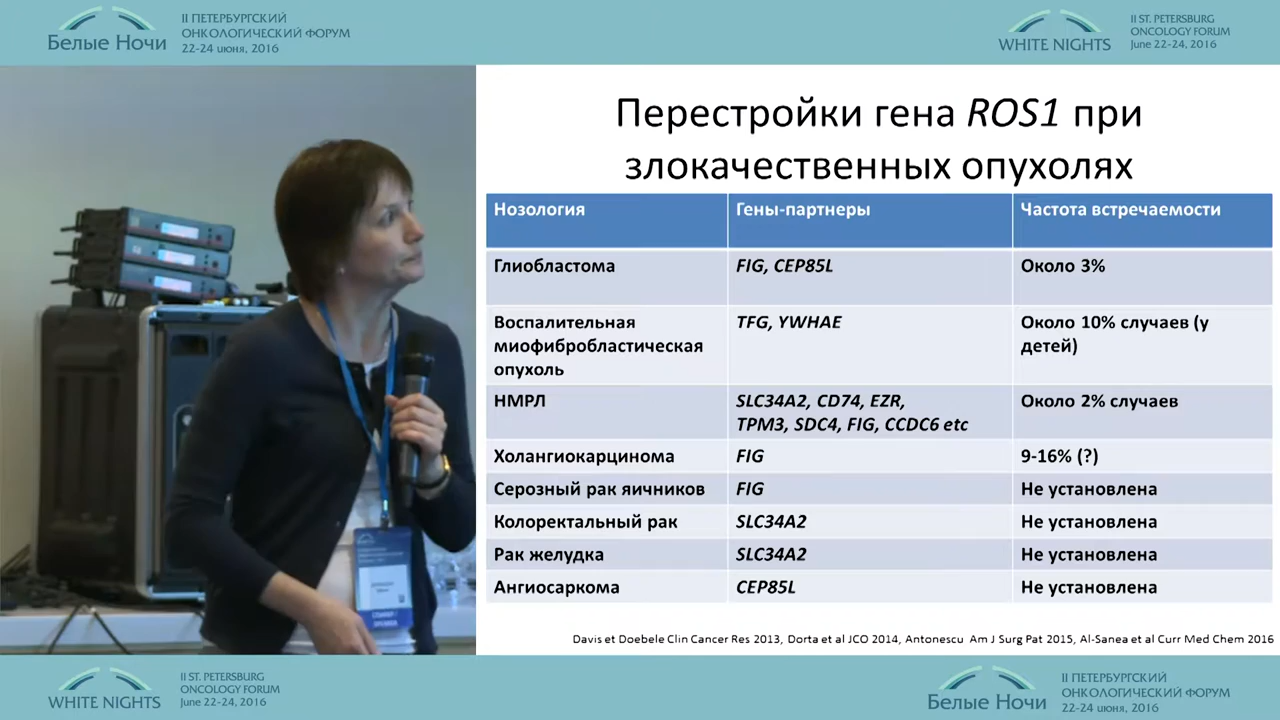 Белые Ночи
II ПЕТЕРБУРГСКИЙ
ОНКОЛОГИЧЕСКИЙ ФОРУМ
22-24 июня, 2016
WHITE NIGHTS
II ST. PETERSBURG
ONCOLOGY FORUM
June 22-24, 2016
Перестройки гена ROS1 при
злокачественных опухолях
Нозология
Гены-партнеры
Частота встречаемости
Глиобластома
FIG, CEP85L
Около 3%
Воспалительная
миофибробластическая
опухоль
TFG, YWHAE
Около 10% случаев (у
детей)
НМРЛ
SLC34A2, CD74, EZR,
TPM3, SDC4, FIG, CCDC6 etc
Около 2% случаев
Холангиокарцинома
FIG
9-16% (?)
Серозный рак яичников
FIG
Не установлена
Колоректальный рак
SLC34A2
Не установлена
Рак желудка
SLC34A2
Не установлена
Ангиосаркома
CEP85L
Не установлена
Davis et Doebele Clin Cancer Res 2013, Dorta et al JCO 2014, Antonescu Am J Surg Pat 2015, Al-Sanea et al Curr Med Chem 2016
WHITE NIGHTS
II ST. PETERSBURG
ONCOLOGY FORUM
June 22-24, 2016
Белые Ночи
II ПЕТЕРБУРГСКИЙ
ОНКОЛОГИЧЕСКИЙ ФОРУМ
22-24 июня, 2016